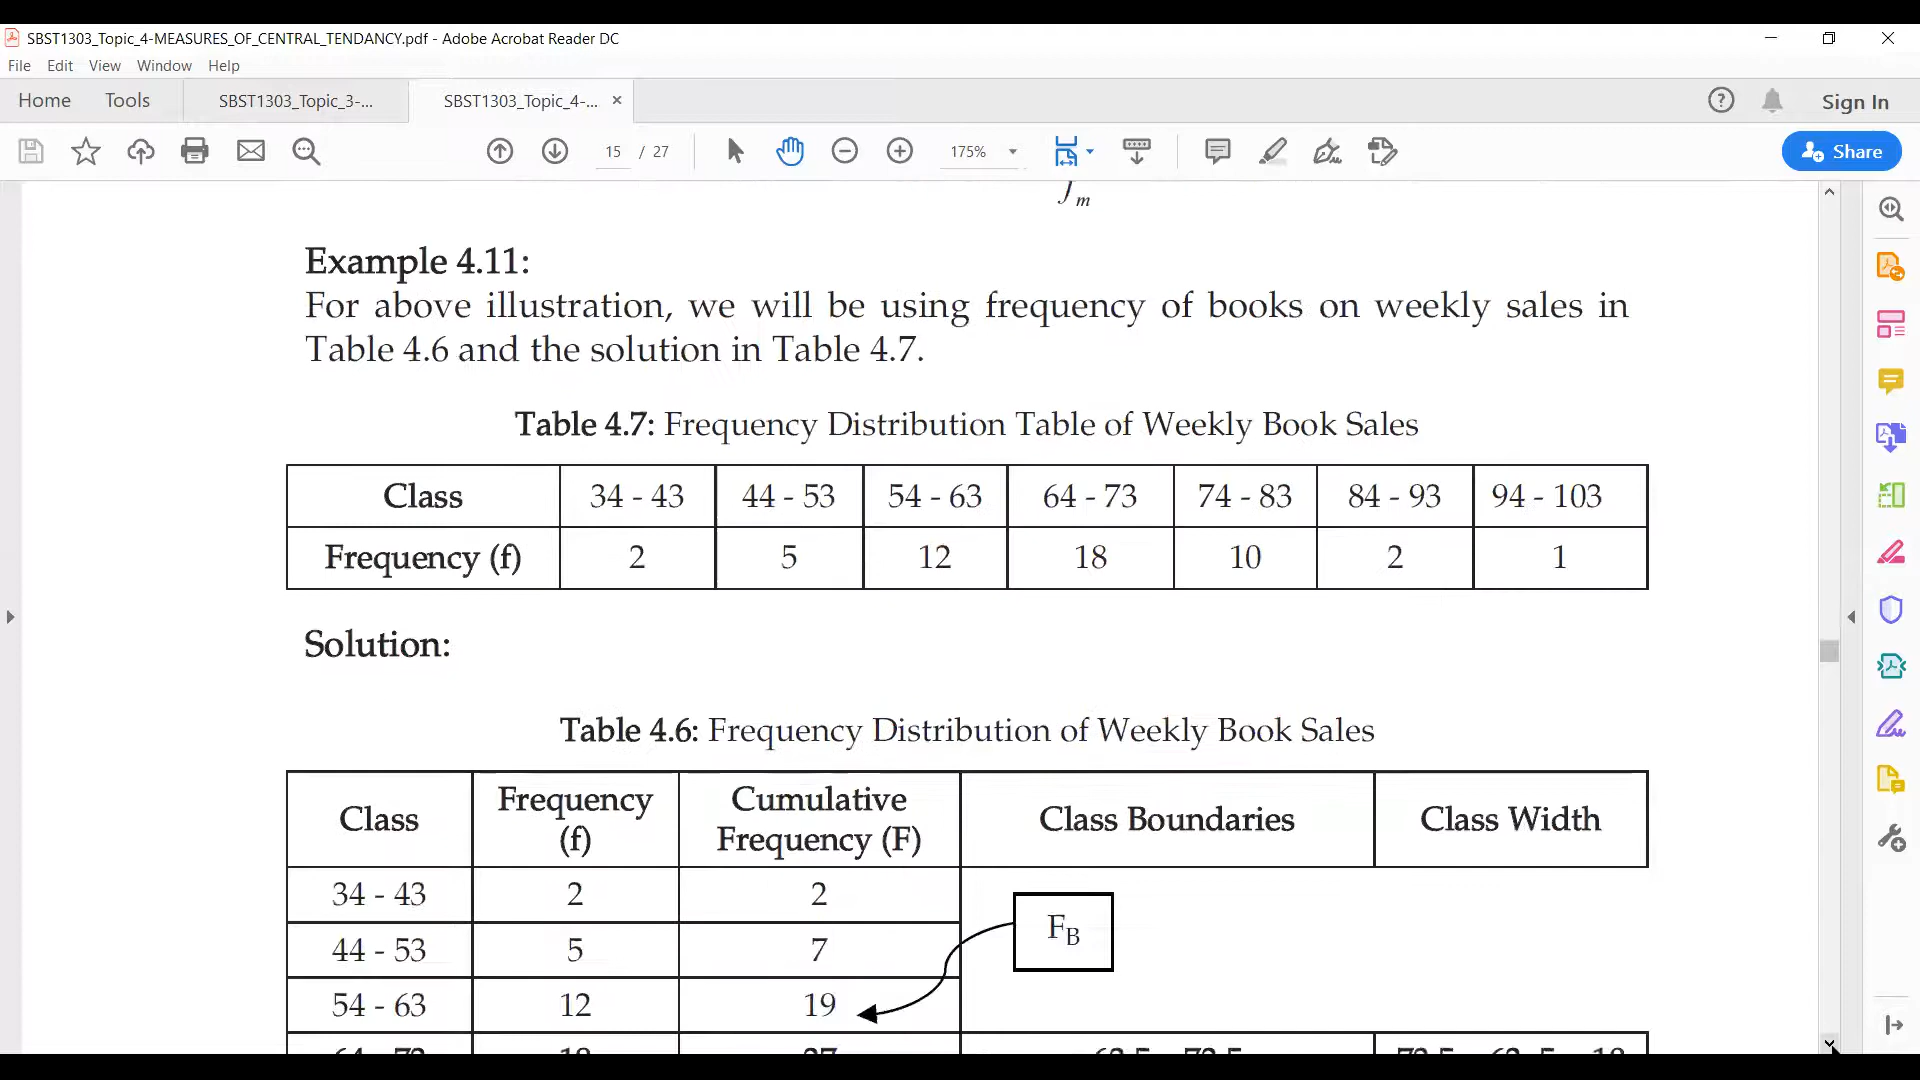 SBST1303_Topic_4-MEASURES_OF_CENTRAL_TENDANCY.pdf - Adobe Acrobat Reader DC
File Edit View Window Help
Home Tools SBST1303_Topic_3-... SBST1303_Topic_4-... × Sign In
15 / 27 175% Share
f m
Example 4.11:
For above illustration, we will be using frequency of books on weekly sales in
Table 4.6 and the solution in Table 4.7.
Table 4.7: Frequency Distribution Table of Weekly Book Sales
Class 34 - 43 44 - 53 54 - 63 64 - 73 74 - 83 84 - 93 94 - 103
Frequency (f) 2 5 12 18 10 2 1
Solution:
Table 4.6: Frequency Distribution of Weekly Book Sales
Class Frequency (f) Cumulative Frequency (F) Class Boundaries Class Width
34 - 43 2 2
F B
44 - 53 5 7
54 - 63 12 19